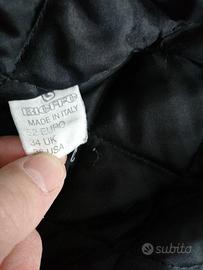 MADE IN ITALY
52 EURO
34 UK
USA
subito